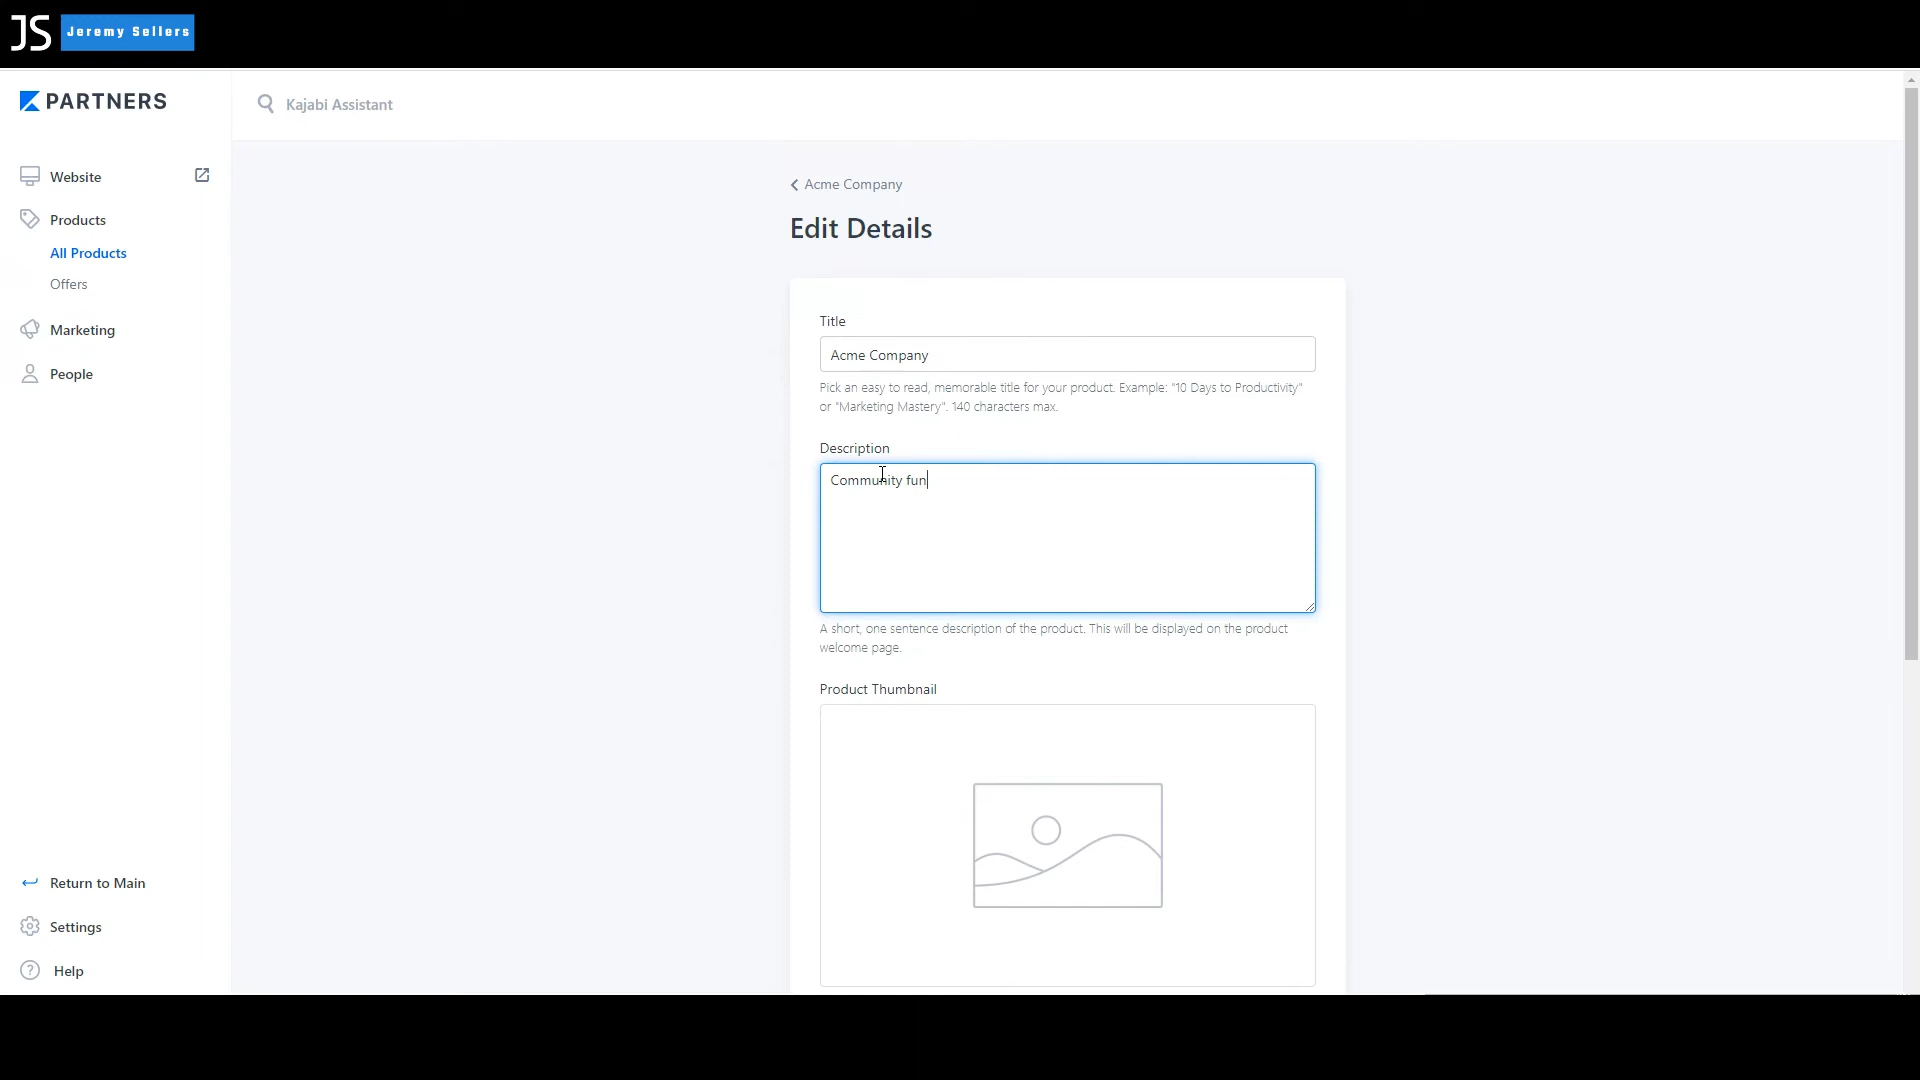 JS Jeremy Sellers
PARTNERS
Kajabi Assistant
Website
Products
All Products
Offers
Marketing
People
Return to Main
Settings
? Help
Acme Company
Edit Details
Title
Acme Company
Pick an easy to read, memorable title for your product. Example: "10 Days to Productivity"
or "Marketing Mastery". 140 characters max.
Description
Community fun
A short, one sentence description of the product. This will be displayed on the product
welcome page.
Product Thumbnail